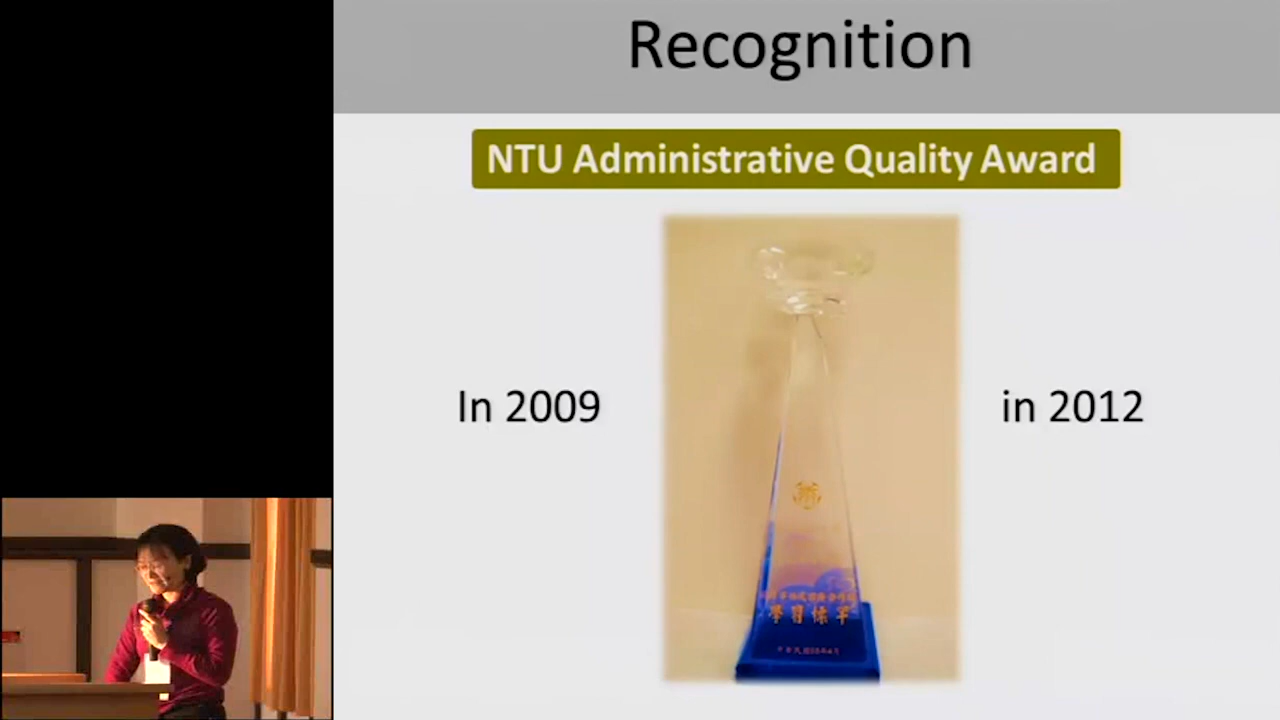 Recognition
NTU Administrative Quality Award
In 2009
in 2012
學習標竿